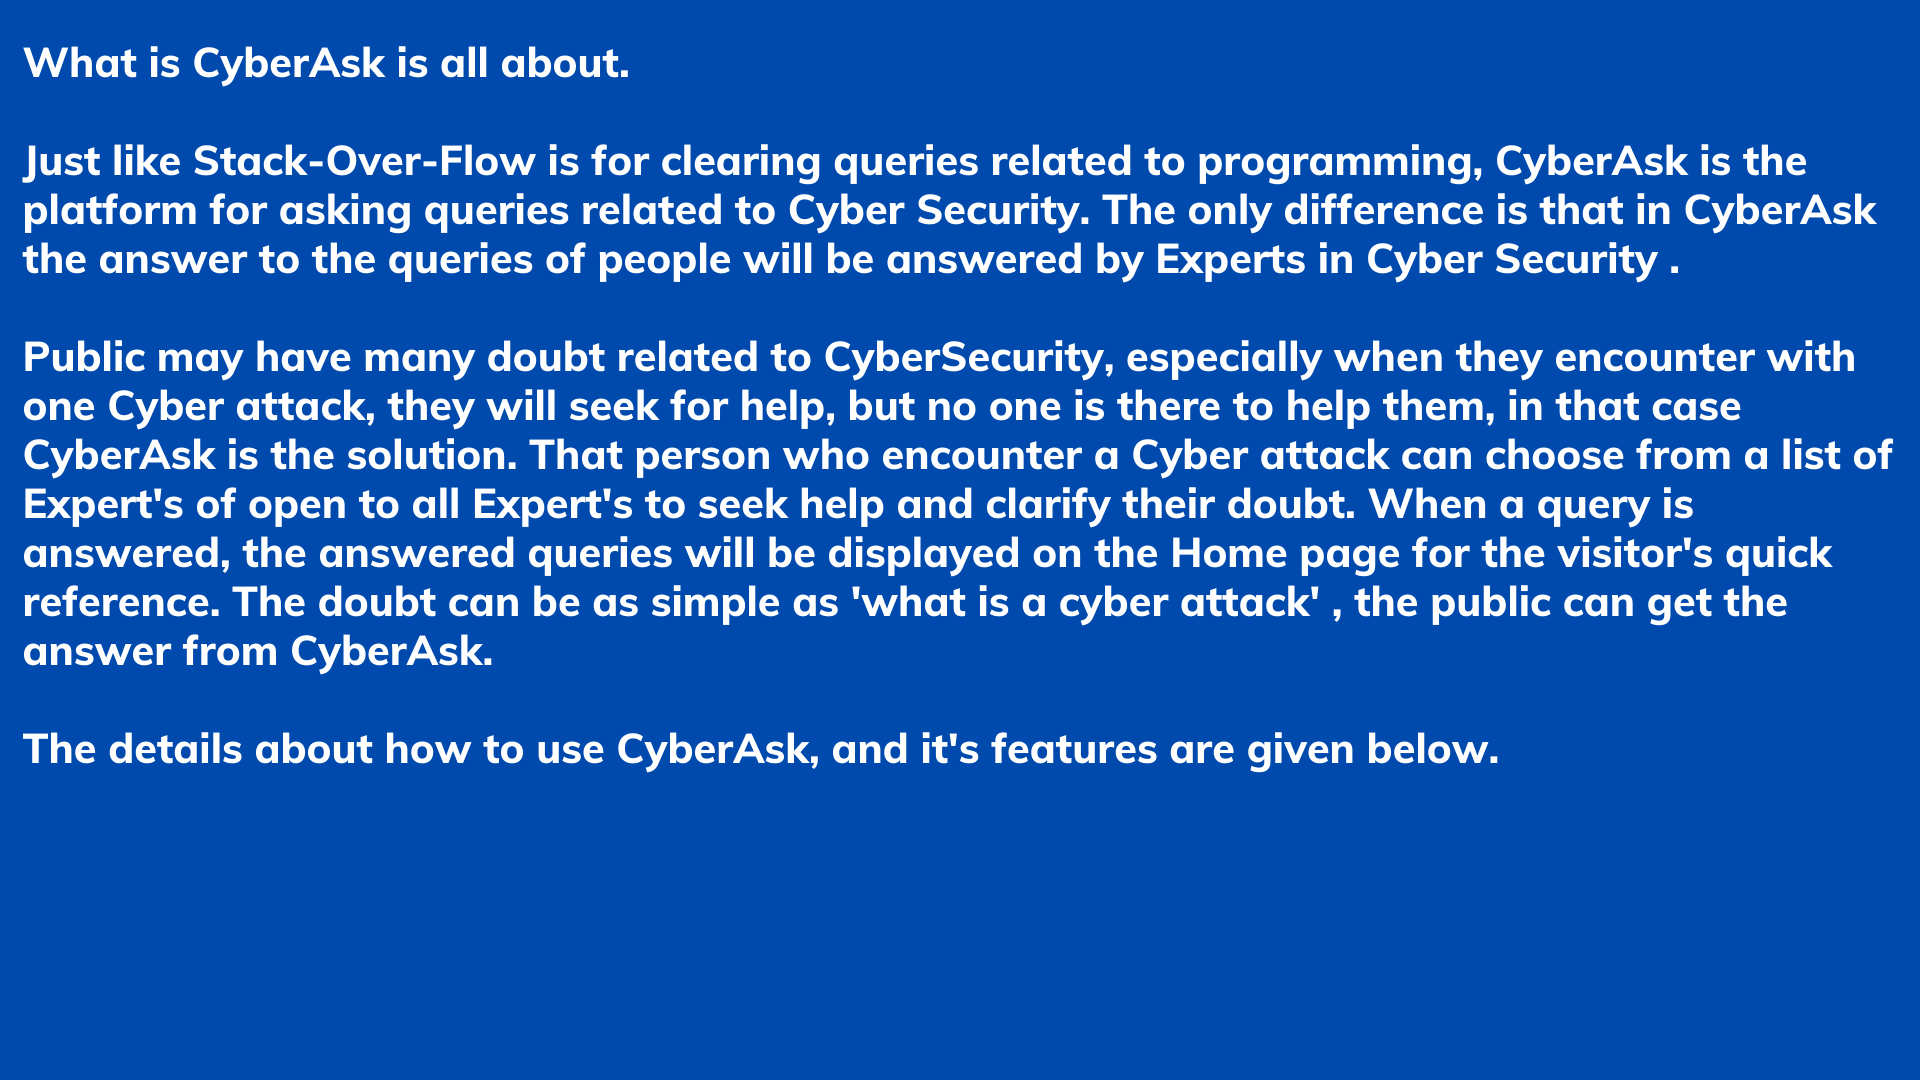 What is CyberAsk is all about.
Just like Stack-Over-Flow is for clearing queries related to programming, CyberAsk is the
platform for asking queries related to Cyber Security. The only difference is that in CyberAsk
the answer to the queries of people will be answered by Experts in Cyber Security .
Public may have many doubt related to CyberSecurity, especially when they encounter with
one Cyber attack, they will seek for help, but no one is there to help them, in that case
CyberAsk is the solution. That person who encounter a Cyber attack can choose from a list of
Expert's of open to all Expert's to seek help and clarify their doubt. When a query is
answered, the answered queries will be displayed on the Home page for the visitor's quick
reference. The doubt can be as simple as 'what is a cyber attack' , the public can get the
answer from CyberAsk.
The details about how to use CyberAsk, and it's features are given below.